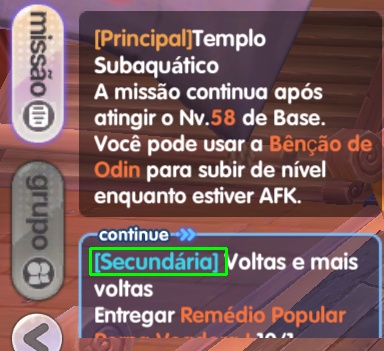 missão
grupo
[Principal]Templo
Subaquático
A missão continua após
atingir o Nv.58 de Base.
Você pode usar a Bênção de
Odin para subir de nível
enquanto estiver AFK.
continue
[Secundária] Voltas e mais
voltas
Entregar Remédio Popular